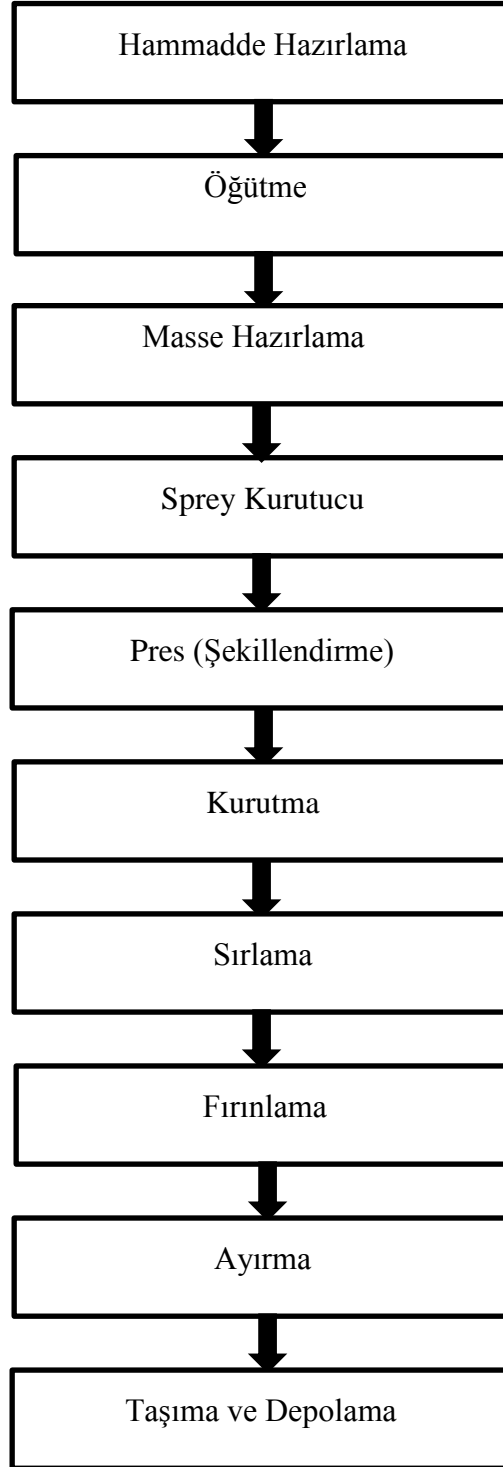 Hammadde Hazırlama
Öğütme
Masse Hazırlama
Sprey Kurutucu
Pres (Şekillendirme)
Kurutma
Sırlama
Fırınlama
Ayırma
Taşıma ve Depolama